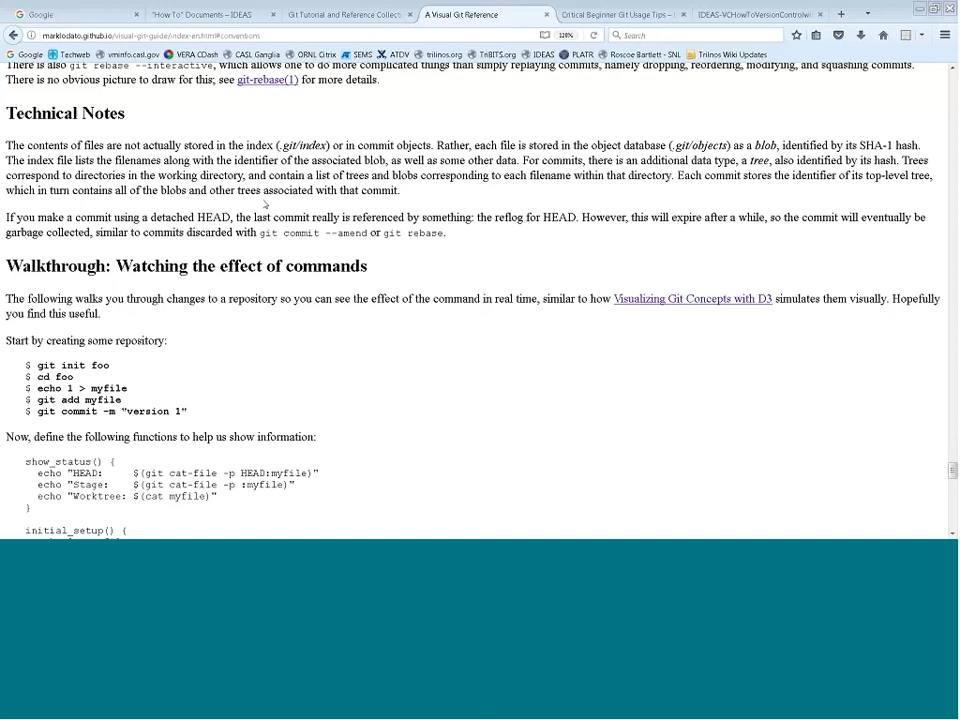 Google
"How To" Documents – IDEAS
Git Tutorial and Reference Collecti
A Visual Git Reference
Critical Beginner Git Usage Tips –
IDEAS-VCHowToVersionControlwi
marklodato.github.io/visual-git-guide/index-en.html#conventions
120%
Search
Google Techweb vminfo.casl.gov VERA CDash CASL Ganglia ORNL Citrix SEMS ATDV trilinos.org TriBITS.org IDEAS PLATR Roscoe Bartlett - SNL Trilinos Wiki Updates
There is also git rebase --interactive, which allows one to do more complicated things than simply replaying commits, namely dropping, reordering, modifying, and squashing commits.
There is no obvious picture to draw for this; see git-rebase(1) for more details.
Technical Notes
The contents of files are not actually stored in the index (.git/index) or in commit objects. Rather, each file is stored in the object database (.git/objects) as a blob, identified by its SHA-1 hash.
The index file lists the filenames along with the identifier of the associated blob, as well as some other data. For commits, there is an additional data type, a tree, also identified by its hash. Trees
correspond to directories in the working directory, and contain a list of trees and blobs corresponding to each filename within that directory. Each commit stores the identifier of its top-level tree,
which in turn contains all of the blobs and other trees associated with that commit.
If you make a commit using a detached HEAD, the last commit really is referenced by something: the reflog for HEAD. However, this will expire after a while, so the commit will eventually be
garbage collected, similar to commits discarded with git commit --amend or git rebase.
Walkthrough: Watching the effect of commands
The following walks you through changes to a repository so you can see the effect of the command in real time, similar to how Visualizing Git Concepts with D3 simulates them visually. Hopefully
you find this useful.
Start by creating some repository:
$ git init foo
$ cd foo
$ echo 1 > myfile
$ git add myfile
$ git commit -m "version 1"
Now, define the following functions to help us show information:
show_status() {
echo "HEAD: $(git cat-file -p HEAD:myfile)"
echo "Stage: $(git cat-file -p :myfile)"
echo "Worktree: $(cat myfile)"
}
initial_setup() {